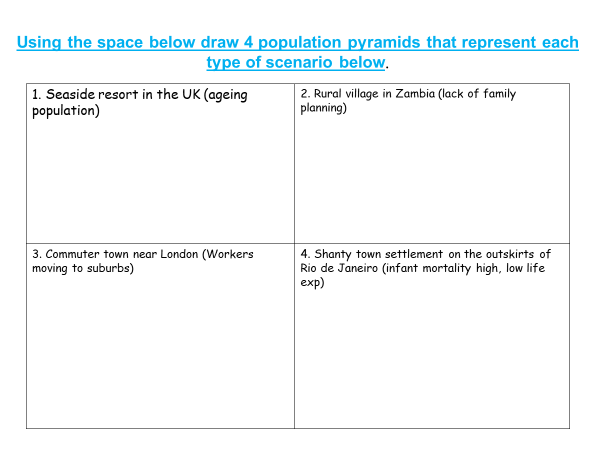 Using the space below draw 4 population pyramids that represent each
type of scenario below.
1. Seaside resort in the UK (ageing
population)
2. Rural village in Zambia (lack of family
planning)
3. Commuter town near London (Workers
moving to suburbs)
4. Shanty town settlement on the outskirts of
Rio de Janeiro (infant mortality high, low life
exp)